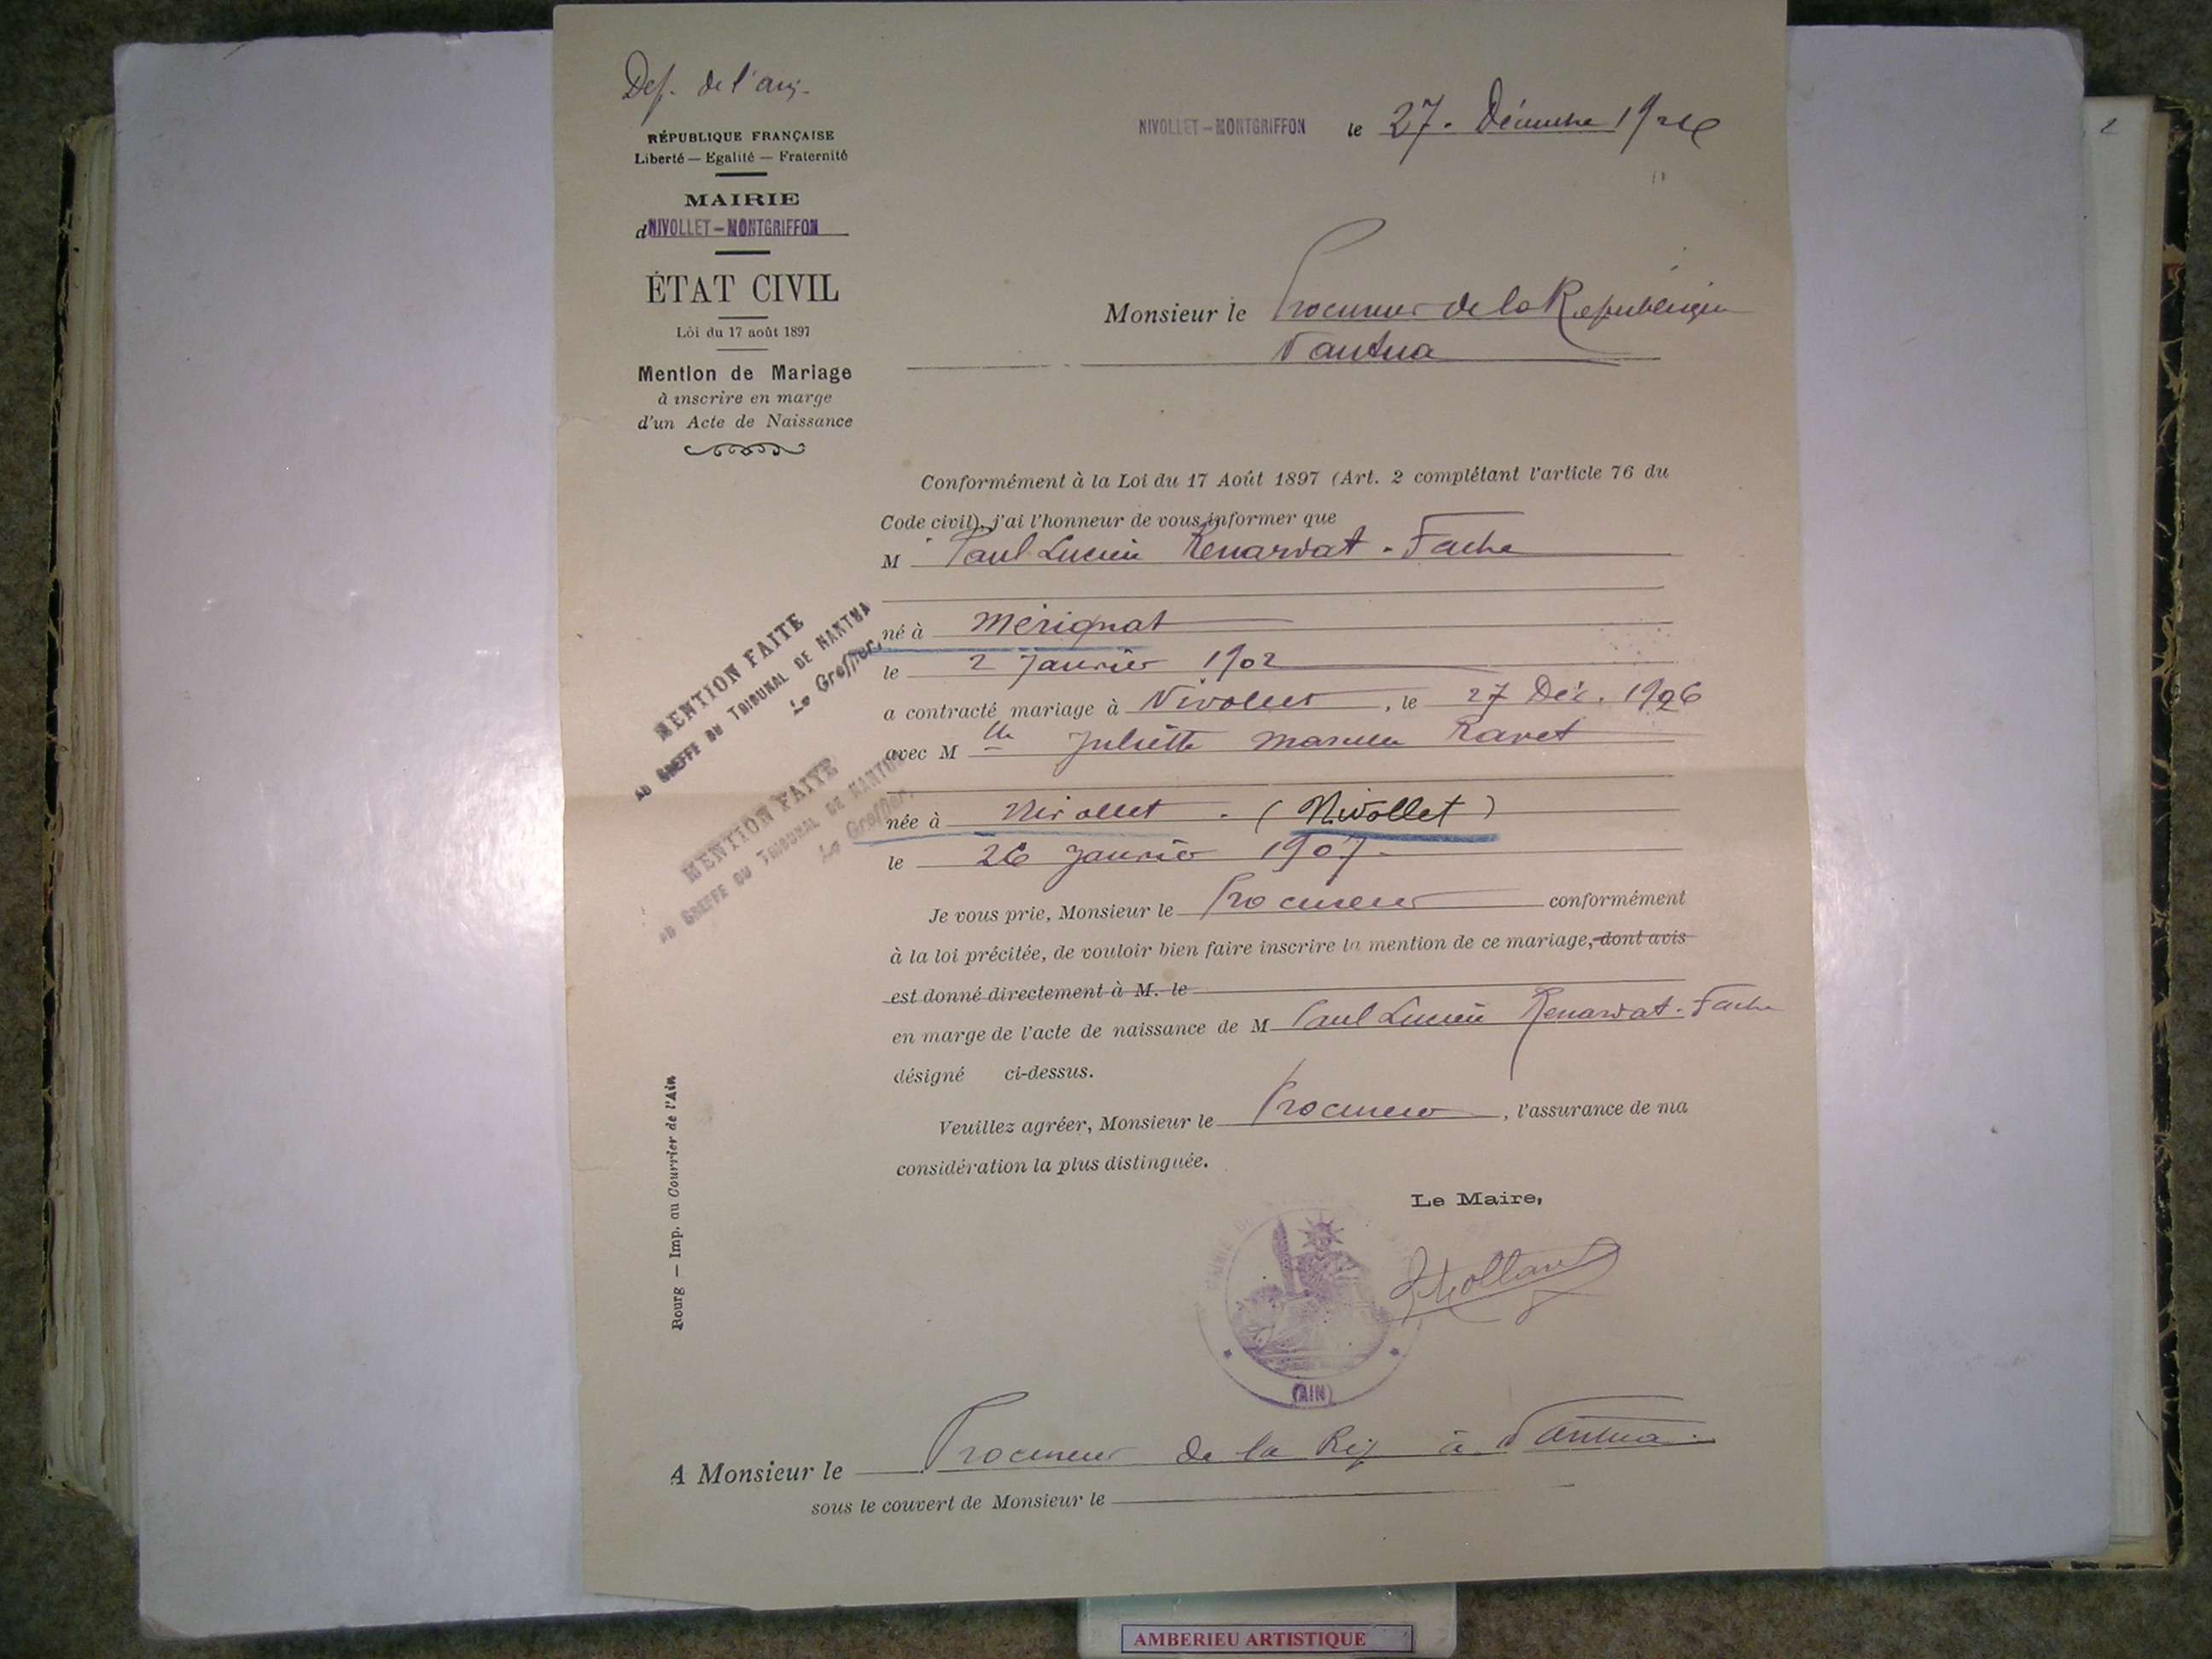 Dep. de l'ain
RÉPUBLIQUE FRANÇAISE
Liberté — Egalité — Fraternité
MAIRIE
d NIVOLLET-MONTGRIFFON
ÉTAT CIVIL
Loi du 17 août 1897
Mention de Mariage
à inscrire en marge
d'un Acte de Naissance
NIVOLLET-MONTGRIFFON le 27. Décembre 1926
Monsieur le Procureur de la République
Nantua
Conformément à la Loi du 17 Août 1897 (Art. 2 complétant l'article 76 du
Code civil), j'ai l'honneur de vous informer que
M Paul Lucien Renardat-Fache
né à Mérignat
le 2 Janvier 1902
a contracté mariage à Nivollet, le 27 Déc. 1926
avec M lle Juliette Ravet
née à Nivollet . (Nivollet)
le 26 Janvier 1907
Je vous prie, Monsieur le Procureur conformément
à la loi précitée, de vouloir bien faire inscrire la mention de ce mariage, dont avis
est donné directement à M. le
en marge de l'acte de naissance de M Paul Lucien Renardat-Fache
désigné ci-dessus.
Veuillez agréer, Monsieur le Procureur, l'assurance de ma
considération la plus distinguée.
Le Maire,
(AIN)
MENTION FAITE
AU GREFFE DU TRIBUNAL DE NANTUA
Le Greffier,
MENTION FAITE
AU GREFFE DU TRIBUNAL DE NANTUA
Le Greffier,
Bourg — Imp. au Courrier de l'Ain
A Monsieur le Procureur de la Rép à Nantua
sous le couvert de Monsieur le
AMBERIEU ARTISTIQUE
2